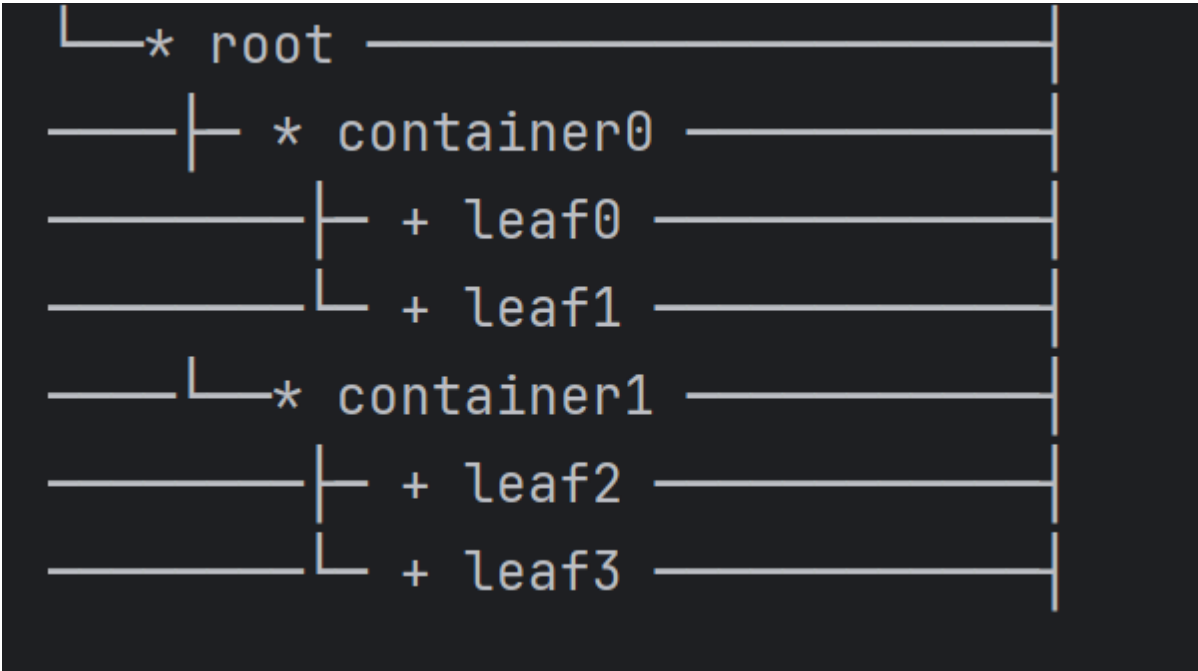 └──* root ─────────────────────┤
────├─ * container0 ───────────┤
────────├─ + leaf0 ────────────┤
────────└─ + leaf1 ────────────┤
────└──* container1 ───────────┤
────────├─ + leaf2 ────────────┤
────────└─ + leaf3 ────────────┤